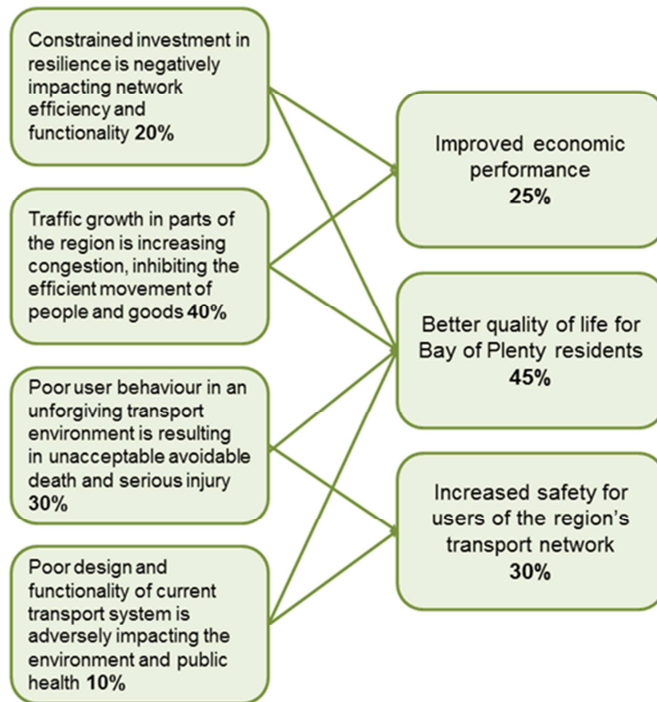 Constrained investment in
resilience is negatively
impacting network
efficiency and
functionality 20%
Traffic growth in parts of
the region is increasing
congestion, inhibiting the
efficient movement of
people and goods 40%
Poor user behaviour in an
unforgiving transport
environment is resulting
in unacceptable avoidable
death and serious injury
30%
Poor design and
functionality of current
transport system is
adversely impacting the
environment and public
health 10%
Improved economic
performance
25%
Better quality of life for
Bay of Plenty residents
45%
Increased safety for
users of the region's
transport network
30%